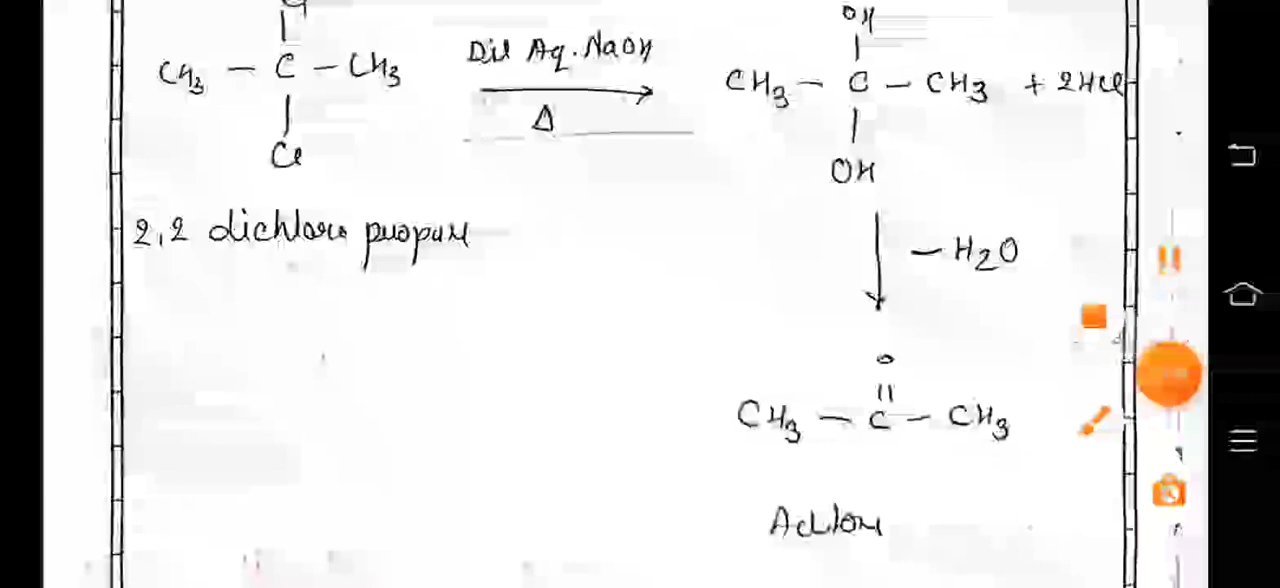 Cl
OH
|
|
CH3 — C — CH3
Dil Aq. NaOH
CH3 — C — CH3 + 2HCl
Δ
|
|
Cl
OH
2,2 dichloro propane
— H2O
O
||
CH3 — C — CH3
Acetone